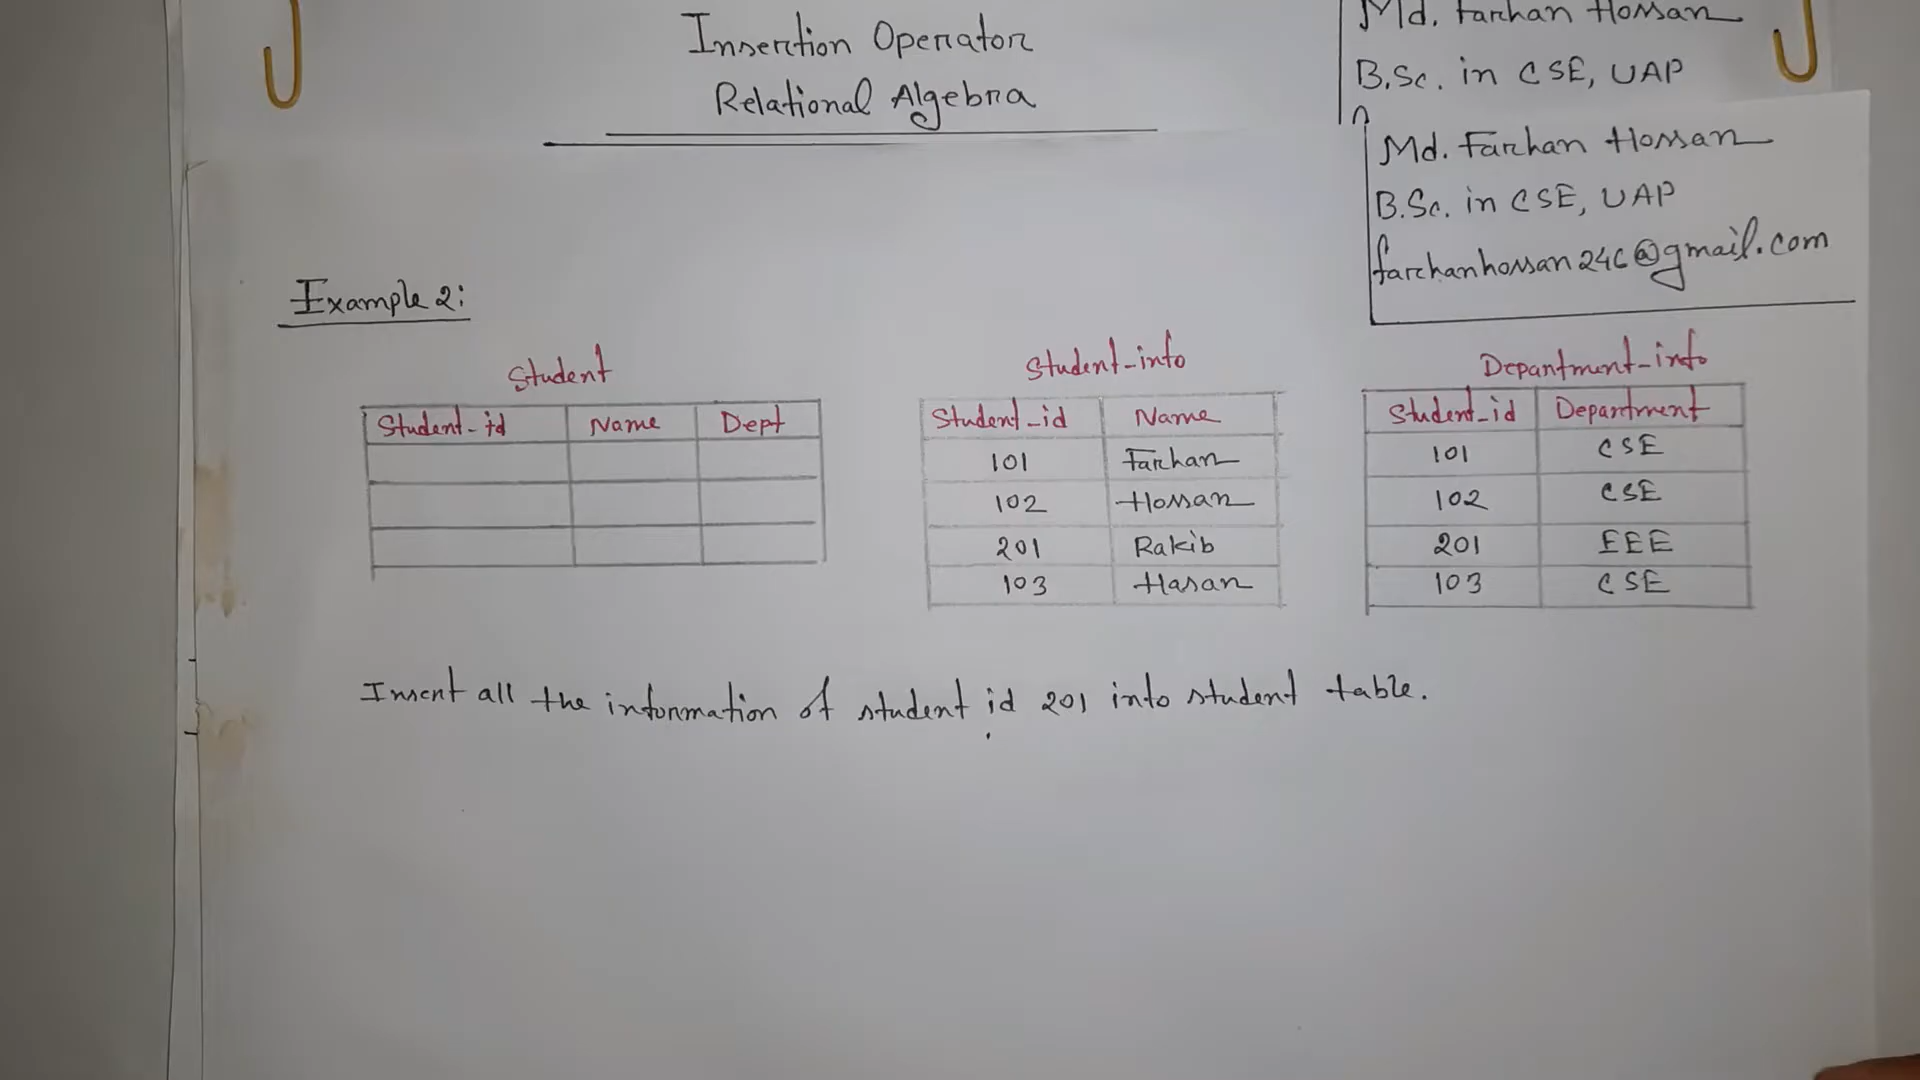 Insertion Operator
Relational Algebra
Md. Farhan Hossan
B.Sc. in CSE, UAP
Md. Farhan Hossan
B.Sc. in CSE, UAP
farhanhossan246@gmail.com
Example 2:
Student
Student-id Name Dept
Student-info
Student_id Name
101 Farhan
102 Hossan
201 Rakib
103 Hasan
Department-info
Student_id Department
101 CSE
102 CSE
201 EEE
103 CSE
Insert all the information of student id 201 into student table.